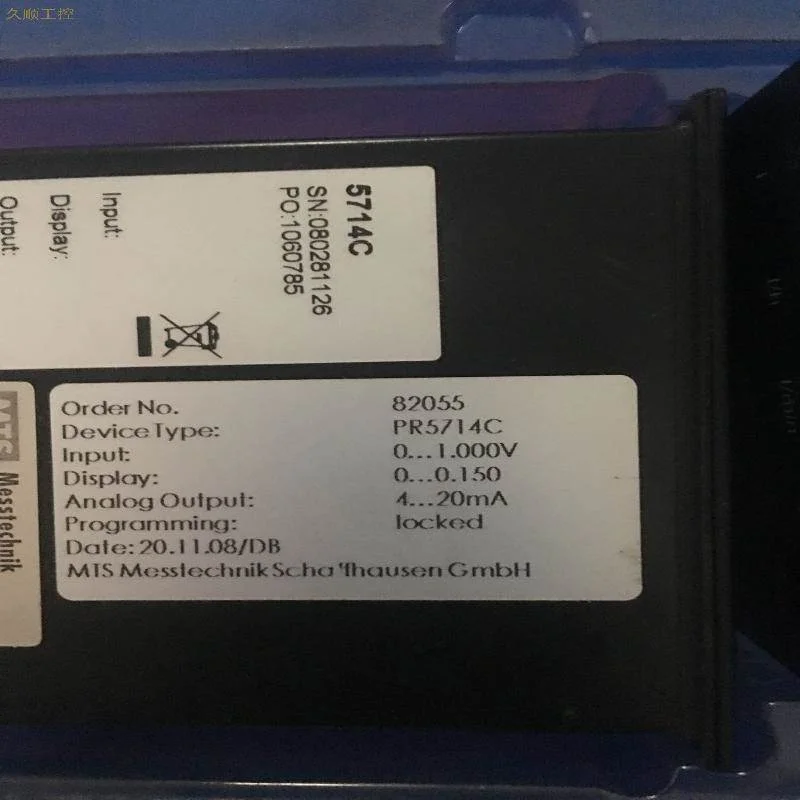 久顺工控
5714C
SN:080281126
PO:1060785
Input:
Display:
Output:
MTS Messtechnik
Order No. 82055
Device Type: PR5714C
Input: 0...1.000V
Display: 0...0.150
Analog Output: 4...20mA
Programming: locked
Date: 20.11.08/DB
MTS Messtechnik Schaffhausen GmbH